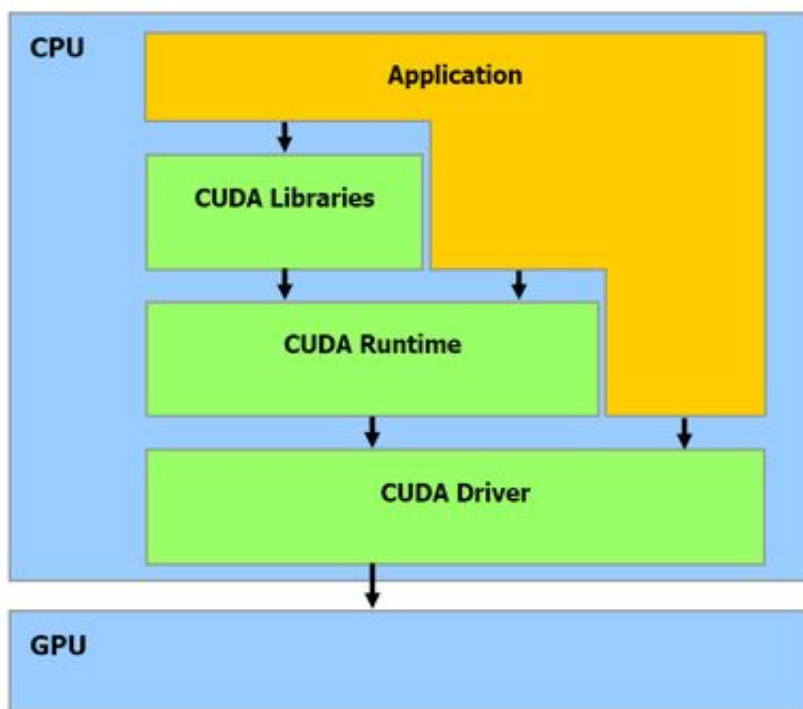 CPU
Application
CUDA Libraries
CUDA Runtime
CUDA Driver
GPU